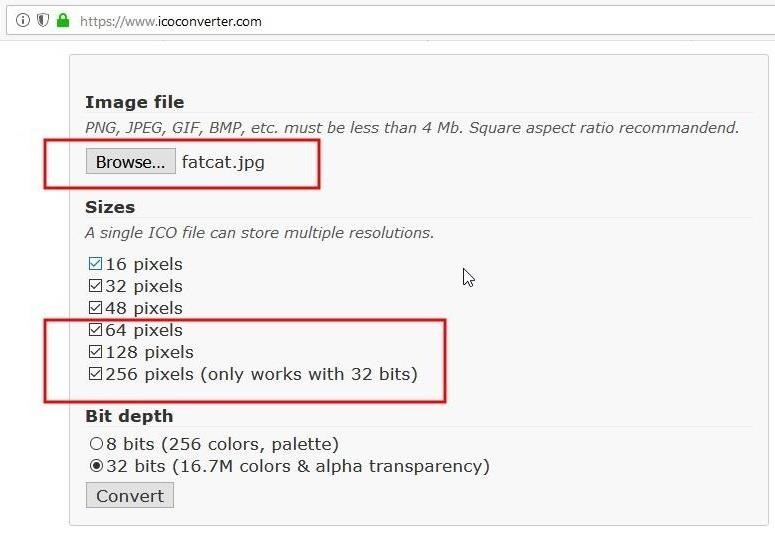 https://www.icoconverter.com
Image file
PNG, JPEG, GIF, BMP, etc. must be less than 4 Mb. Square aspect ratio recommandend.
Browse... fatcat.jpg
Sizes
A single ICO file can store multiple resolutions.
16 pixels
32 pixels
48 pixels
64 pixels
128 pixels
256 pixels (only works with 32 bits)
Bit depth
8 bits (256 colors, palette)
32 bits (16.7M colors & alpha transparency)
Convert